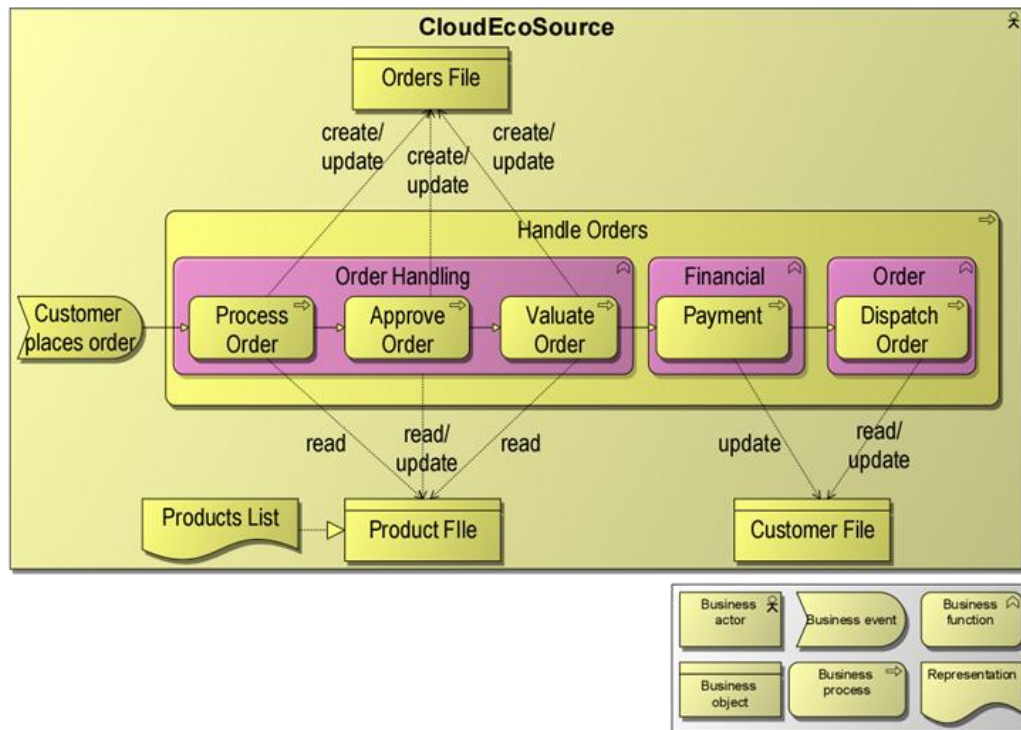 CloudEcoSource
Orders File
create/
update
create/
update
create/
update
Handle Orders
Order Handling
Financial
Order
Customer
places order
Process
Order
Approve
Order
Valuate
Order
Payment
Dispatch
Order
read
read/
update
read
update
read/
update
Products List
Product FIle
Customer File
Business
actor
Business event
Business
function
Business
object
Business
process
Representation